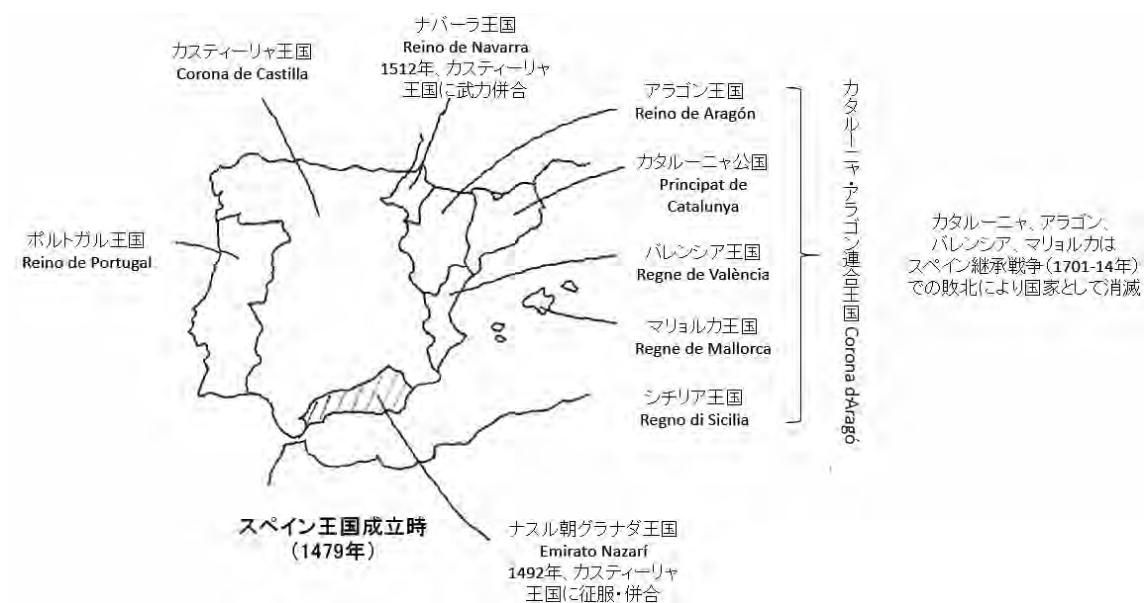 カスティーリャ王国
Corona de Castilla
ナバーラ王国
Reino de Navarra
1512年、カスティーリャ
王国に武力併合
アラゴン王国
Reino de Aragón
カタルーニャ公国
Principat de
Catalunya
ポルトガル王国
Reino de Portugal
バレンシア王国
Regne de València
マリョルカ王国
Regne de Mallorca
シチリア王国
Regno di Sicilia
カタルーニャ・アラゴン連合王国 Corona d'Aragó
カタルーニャ、アラゴン、
バレンシア、マリョルカは
スペイン継承戦争（1701-14年）
での敗北により国家として消滅
スペイン王国成立時
（1479年）
ナスル朝グラナダ王国
Emirato Nazarí
1492年、カスティーリャ
王国に征服・併合